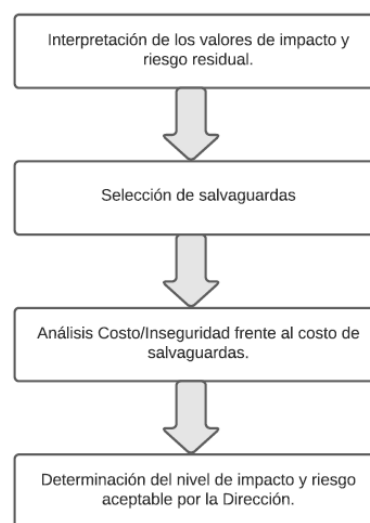 Interpretación de los valores de impacto y
riesgo residual.
Selección de salvaguardas
Análisis Costo/Inseguridad frente al costo de
salvaguardas.
Determinación del nivel de impacto y riesgo
aceptable por la Dirección.